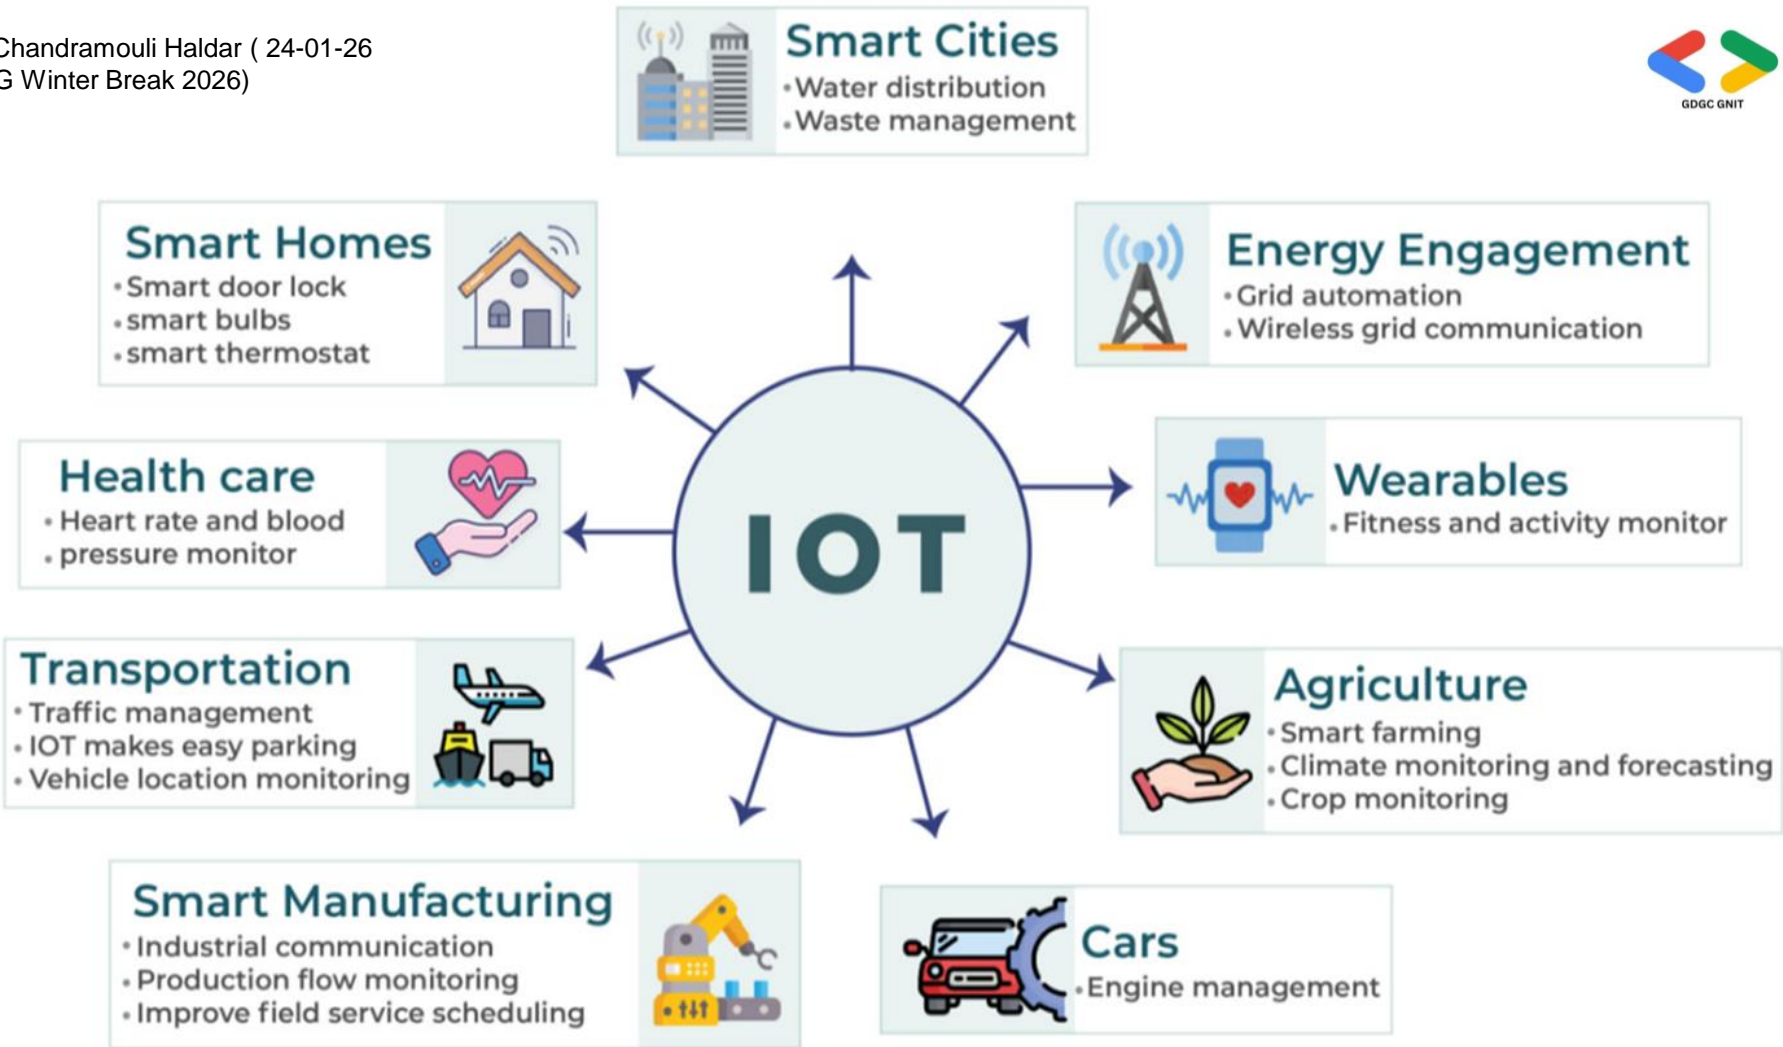 Chandramouli Haldar ( 24-01-26
G Winter Break 2026)
GDGC GNIT
Smart Cities
• Water distribution
• Waste management
Smart Homes
• Smart door lock
• smart bulbs
• smart thermostat
Energy Engagement
• Grid automation
• Wireless grid communication
Health care
• Heart rate and blood
• pressure monitor
IOT
Wearables
• Fitness and activity monitor
Transportation
• Traffic management
• IOT makes easy parking
• Vehicle location monitoring
Agriculture
• Smart farming
• Climate monitoring and forecasting
• Crop monitoring
Smart Manufacturing
• Industrial communication
• Production flow monitoring
• Improve field service scheduling
Cars
• Engine management